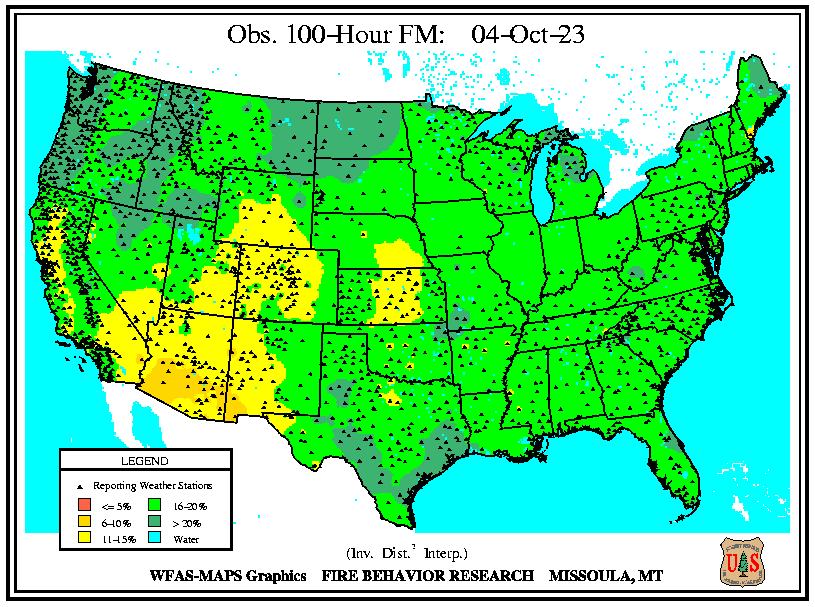 Obs. 100-Hour FM: 04-Oct-23
LEGEND
Reporting Weather Stations
<= 5% 16-20%
6-10% > 20%
11-15% Water
(Inv. Dist.² Interp.)
WFAS-MAPS Graphics FIRE BEHAVIOR RESEARCH MISSOULA, MT
U S